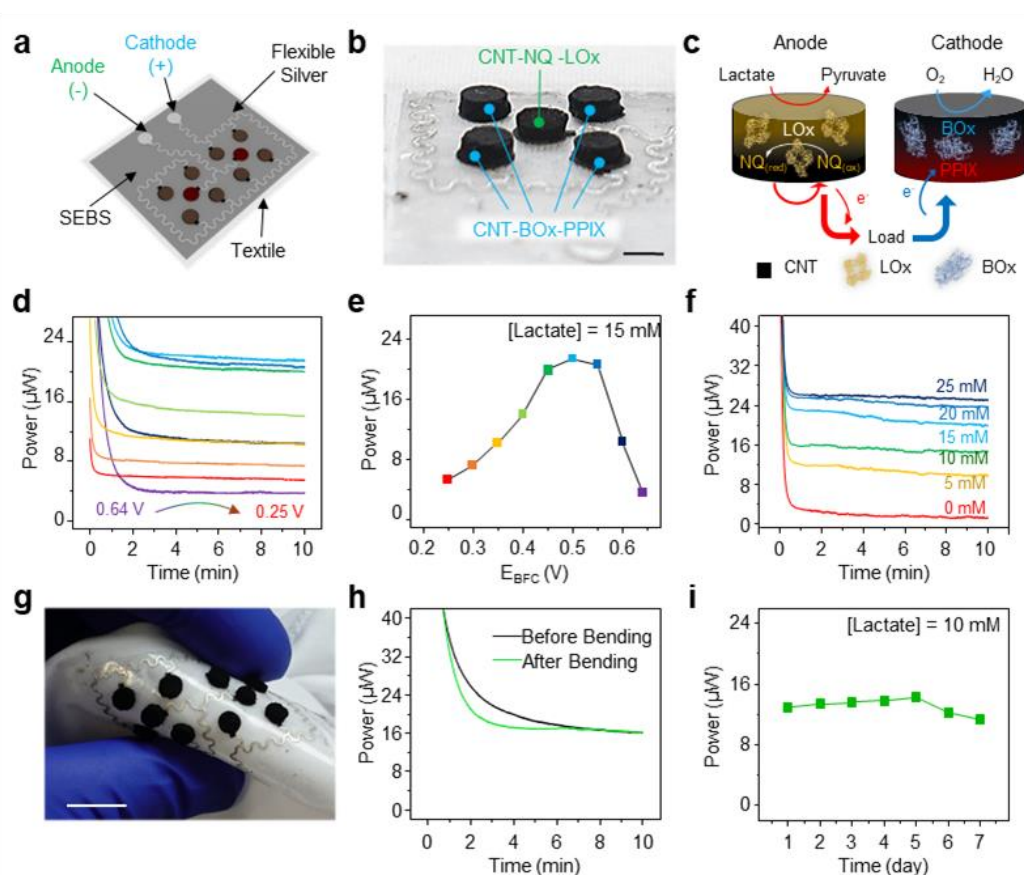 a
Cathode
(+)
Flexible
Silver
Anode
(-)
SEBS
Textile
b
CNT-NQ -LOx
CNT-BOx-PPIX
c
Anode
Cathode
Lactate
Pyruvate
O₂
H₂O
LOx
BOx
NQ(red)
NQ(ox)
PPIX
e⁻
e⁻
Load
CNT
LOx
BOx
d
Power (µW)
24
16
8
0
0.64 V
0.25 V
0 2 4 6 8 10
Time (min)
e
[Lactate] = 15 mM
Power (µW)
24
16
8
0
0.2 0.3 0.4 0.5 0.6
E_BFC (V)
f
Power (µW)
40
32
24
16
8
0
25 mM
20 mM
15 mM
10 mM
5 mM
0 mM
0 2 4 6 8 10
Time (min)
g
h
Power (µW)
40
32
24
16
8
0
Before Bending
After Bending
0 2 4 6 8 10
Time (min)
i
[Lactate] = 10 mM
Power (µW)
24
16
8
0
1 2 3 4 5 6 7
Time (day)